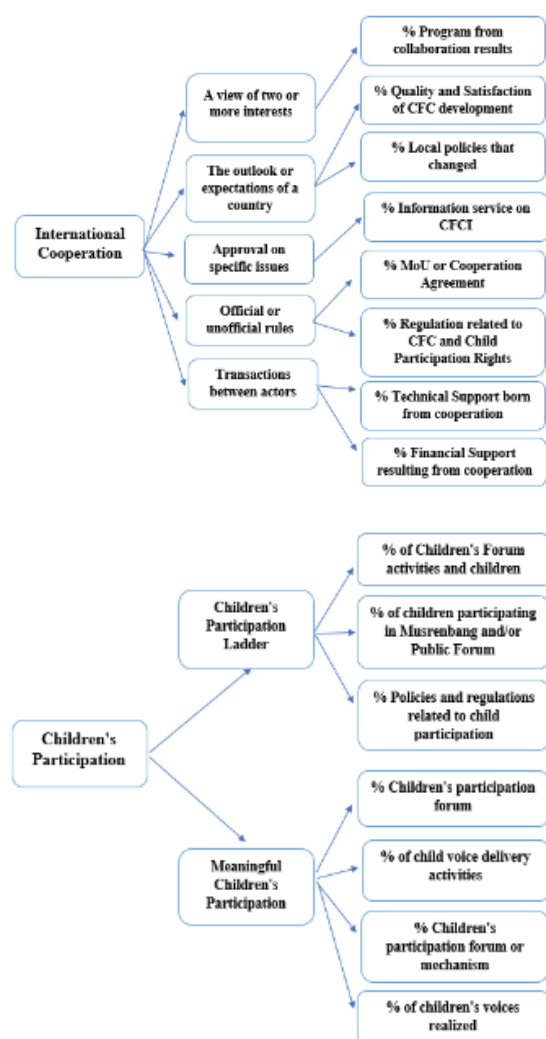 % Program from
collaboration results
A view of two or
more interests
% Quality and Satisfaction
of CFC development
The outlook or
expectations of a
country
% Local policies that
changed
International
Cooperation
Approval on
specific issues
% Information service on
CFCI
Official or
unofficial rules
% MoU or Cooperation
Agreement
% Regulation related to
CFC and Child
Participation Rights
Transactions
between actors
% Technical Support born
from cooperation
% Financial Support
resulting from cooperation
% of Children's Forum
activities and children
Children's
Participation
Ladder
% of children participating
in Musrenbang and/or
Public Forum
% Policies and regulations
related to child
participation
Children's
Participation
% Children's participation
forum
Meaningful
Children's
Participation
% of child voice delivery
activities
% Children's
participation forum or
mechanism
% of children's voices
realized